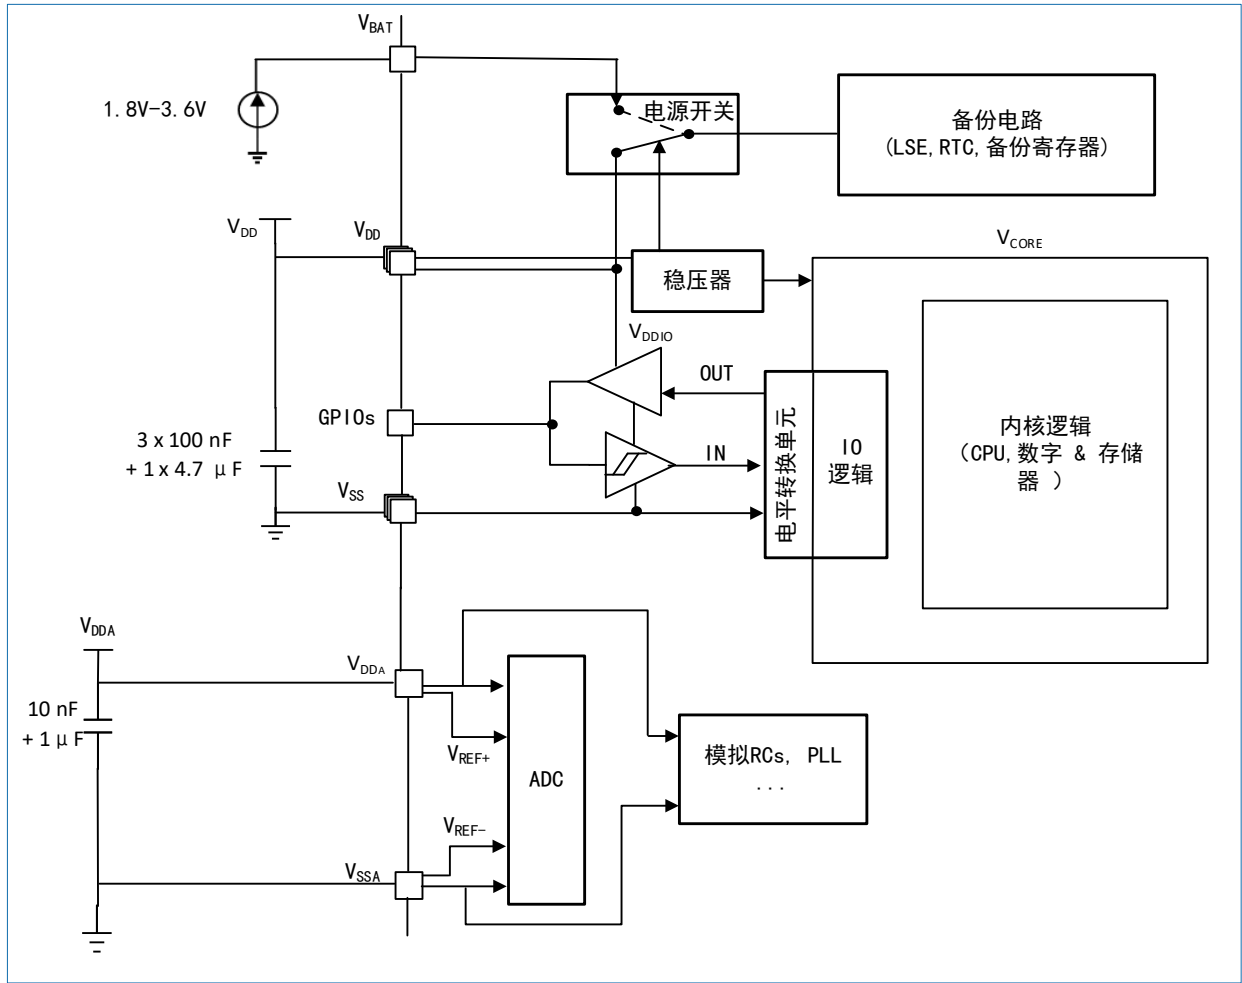 VBAT
1.8V-3.6V
电源开关
备份电路
(LSE,RTC,备份寄存器)
VDD
VDD
稳压器
VCORE
VDDIO
OUT
GPIOs
3 x 100 nF
+ 1 x 4.7 μF
IN
VSS
电平转换单元
IO
逻辑
内核逻辑
(CPU,数字 & 存储
器 )
VDDA
VDDA
10 nF
+ 1 μF
VREF+
ADC
模拟RCs, PLL
...
VREF-
VSSA